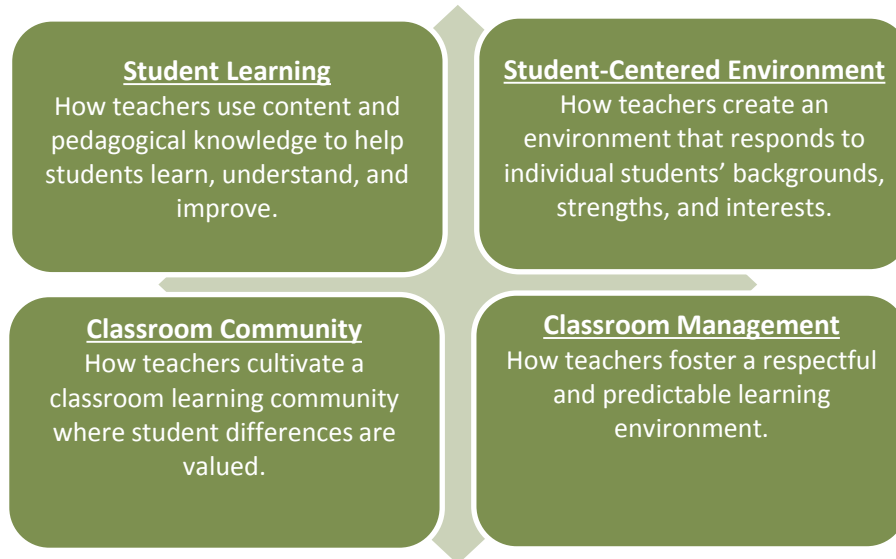 Student Learning
How teachers use content and
pedagogical knowledge to help
students learn, understand, and
improve.
Student-Centered Environment
How teachers create an
environment that responds to
individual students’ backgrounds,
strengths, and interests.
Classroom Community
How teachers cultivate a
classroom learning community
where student differences are
valued.
Classroom Management
How teachers foster a respectful
and predictable learning
environment.